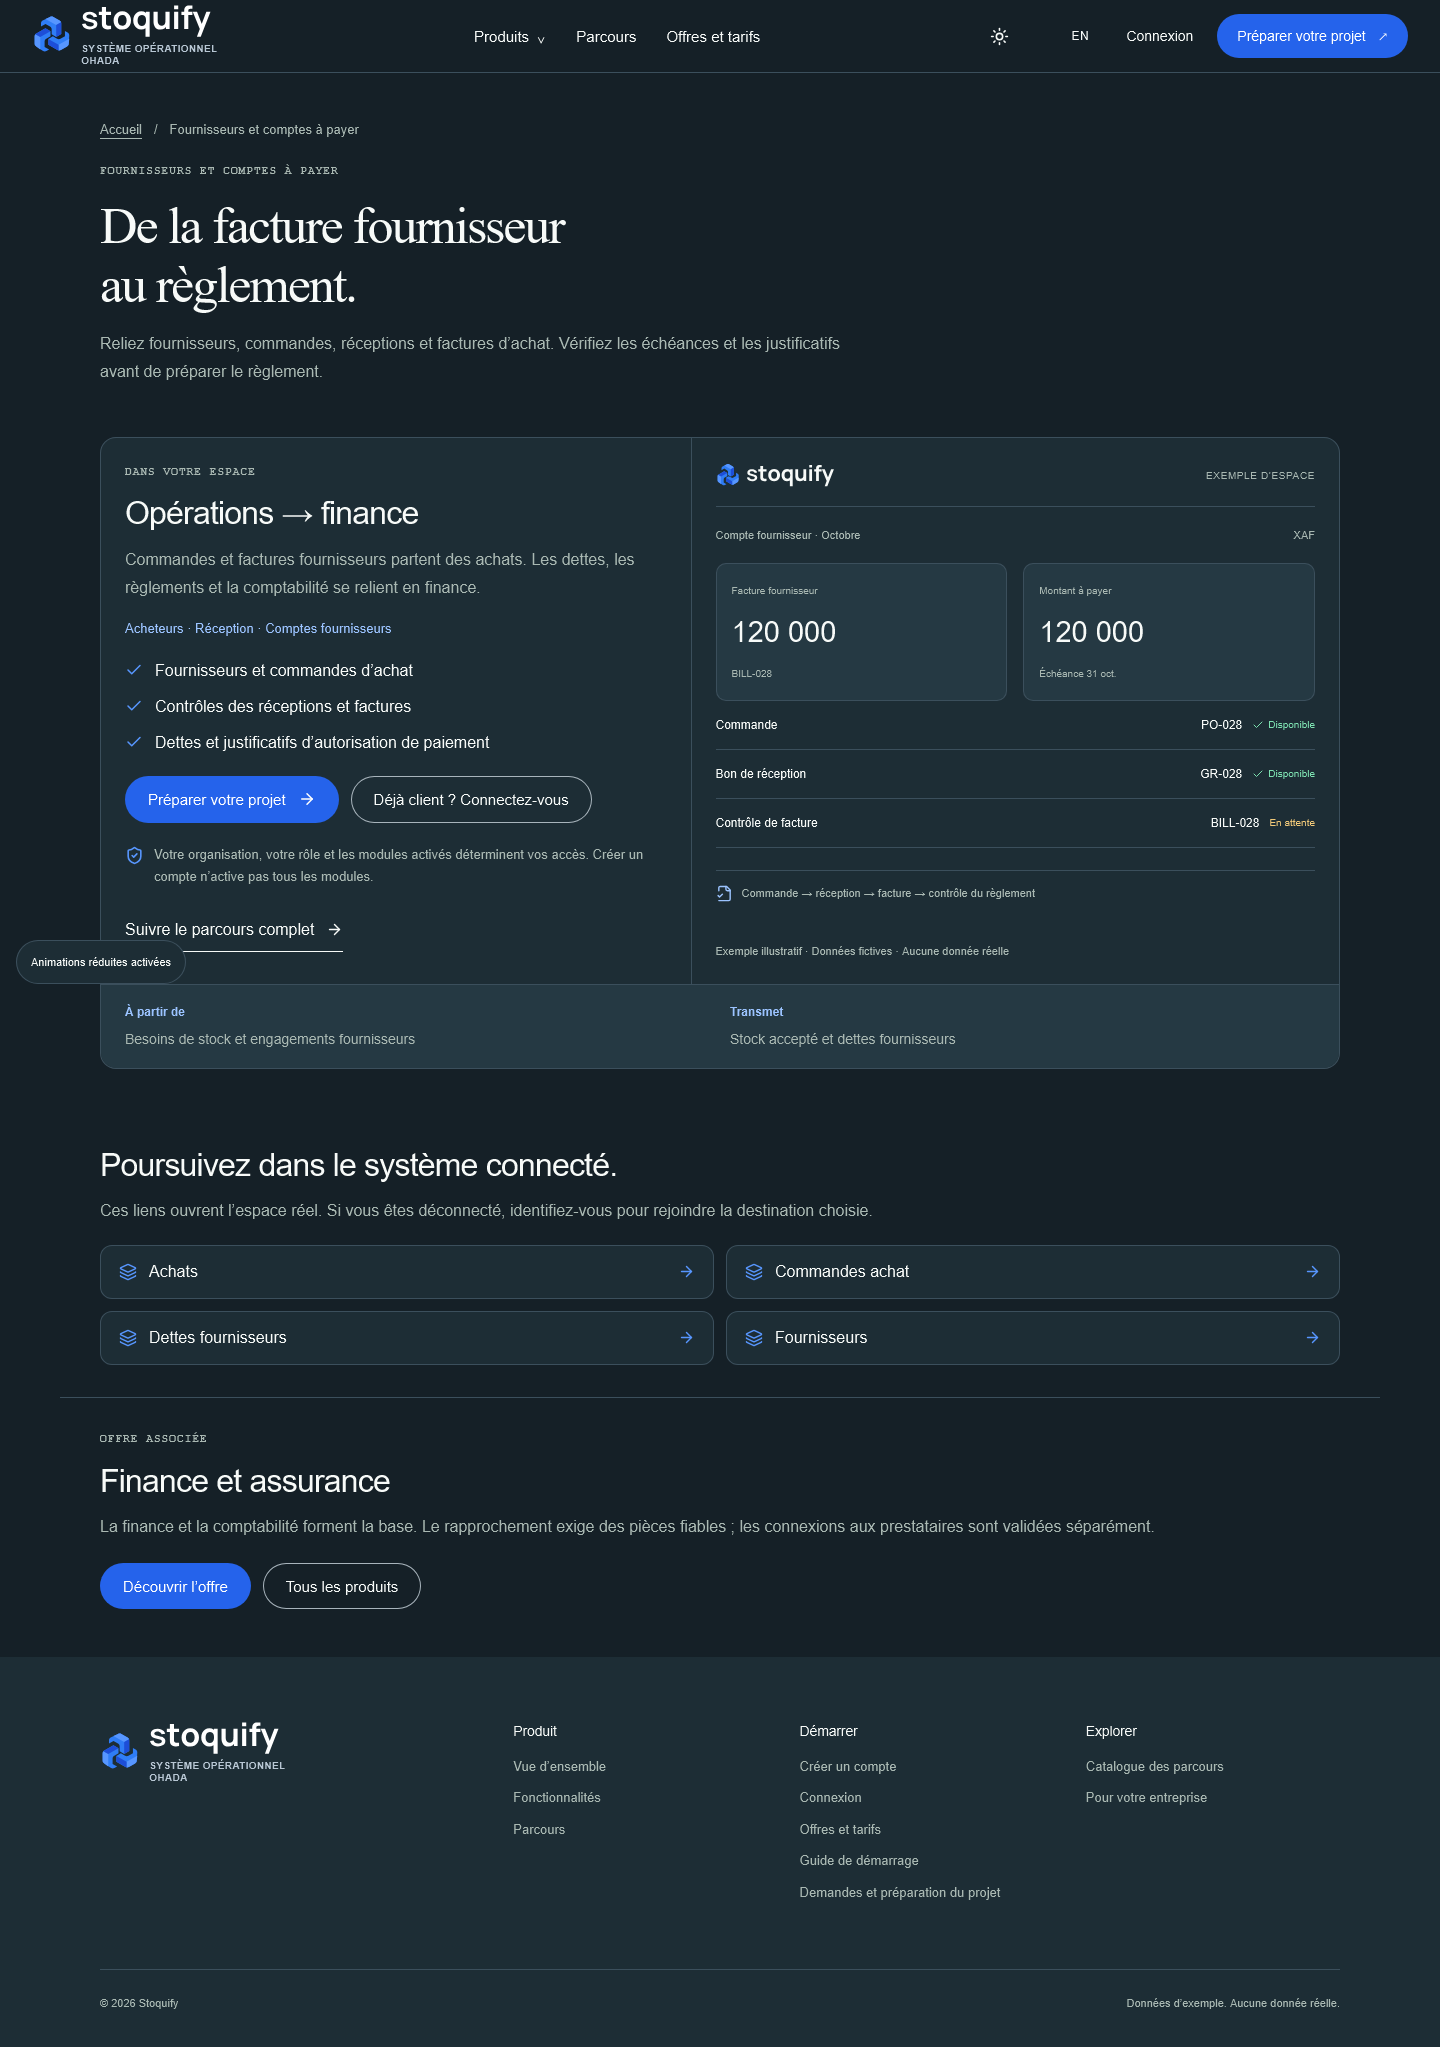 stoquify
SYSTÈME OPÉRATIONNEL
OHADA
Produits
Parcours
Offres et tarifs
EN
Connexion
Préparer votre projet ↗
Accueil / Fournisseurs et comptes à payer
FOURNISSEURS ET COMPTES À PAYER
De la facture fournisseur
au règlement.
Reliez fournisseurs, commandes, réceptions et factures d’achat. Vérifiez les échéances et les justificatifs
avant de préparer le règlement.
DANS VOTRE ESPACE
Opérations → finance
Commandes et factures fournisseurs partent des achats. Les dettes, les
règlements et la comptabilité se relient en finance.
Acheteurs · Réception · Comptes fournisseurs
Fournisseurs et commandes d’achat
Contrôles des réceptions et factures
Dettes et justificatifs d’autorisation de paiement
Préparer votre projet →
Déjà client ? Connectez-vous
Votre organisation, votre rôle et les modules activés déterminent vos accès. Créer un
compte n’active pas tous les modules.
Suivre le parcours complet →
Animations réduites activées
stoquify
EXEMPLE D’ESPACE
Compte fournisseur · Octobre
XAF
Facture fournisseur
120 000
BILL-028
Montant à payer
120 000
Échéance 31 oct.
Commande
PO-028
Disponible
Bon de réception
GR-028
Disponible
Contrôle de facture
BILL-028
En attente
Commande → réception → facture → contrôle du règlement
Exemple illustratif · Données fictives · Aucune donnée réelle
À partir de
Besoins de stock et engagements fournisseurs
Transmet
Stock accepté et dettes fournisseurs
Poursuivez dans le système connecté.
Ces liens ouvrent l’espace réel. Si vous êtes déconnecté, identifiez-vous pour rejoindre la destination choisie.
Achats
Commandes achat
Dettes fournisseurs
Fournisseurs
OFFRE ASSOCIÉE
Finance et assurance
La finance et la comptabilité forment la base. Le rapprochement exige des pièces fiables ; les connexions aux prestataires sont validées séparément.
Découvrir l’offre
Tous les produits
stoquify
SYSTÈME OPÉRATIONNEL
OHADA
Produit
Vue d’ensemble
Fonctionnalités
Parcours
Démarrer
Créer un compte
Connexion
Offres et tarifs
Guide de démarrage
Demandes et préparation du projet
Explorer
Catalogue des parcours
Pour votre entreprise
© 2026 Stoquify
Données d’exemple. Aucune donnée réelle.